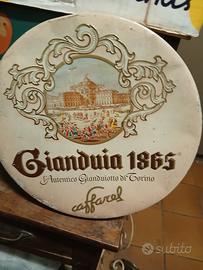 Gianduia 1865
L'Autentico Gianduiotto di Torino
caffarel
subito